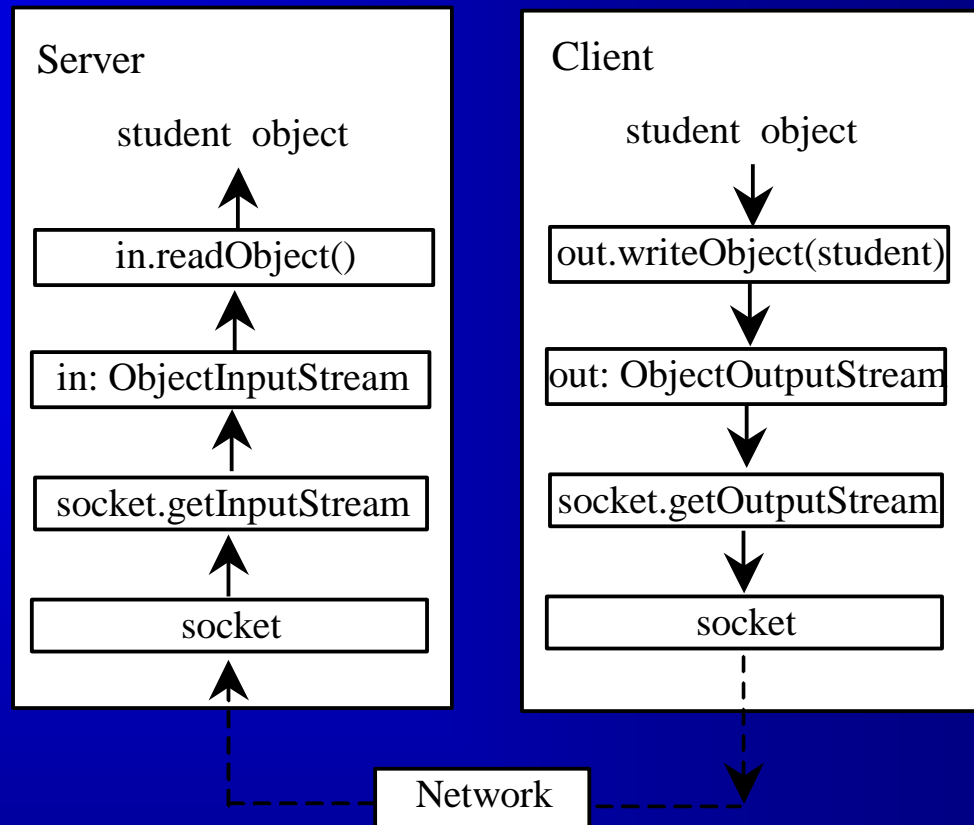 Server
student object
in.readObject()
in: ObjectInputStream
socket.getInputStream
socket
Client
student object
out.writeObject(student)
out: ObjectOutputStream
socket.getOutputStream
socket
Network